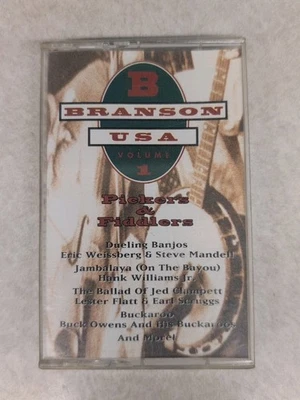 B
BRANSON
USA
VOLUME
1
Pickers
&
Fiddlers
Dueling Banjos
Eric Weissberg & Steve Mandell
Jambalaya (On The Bayou)
Hank Williams Jr.
The Ballad Of Jed Clampett
Lester Flatt & Earl Scruggs
Buckaroo
Buck Owens And His Buckaroos
And More!